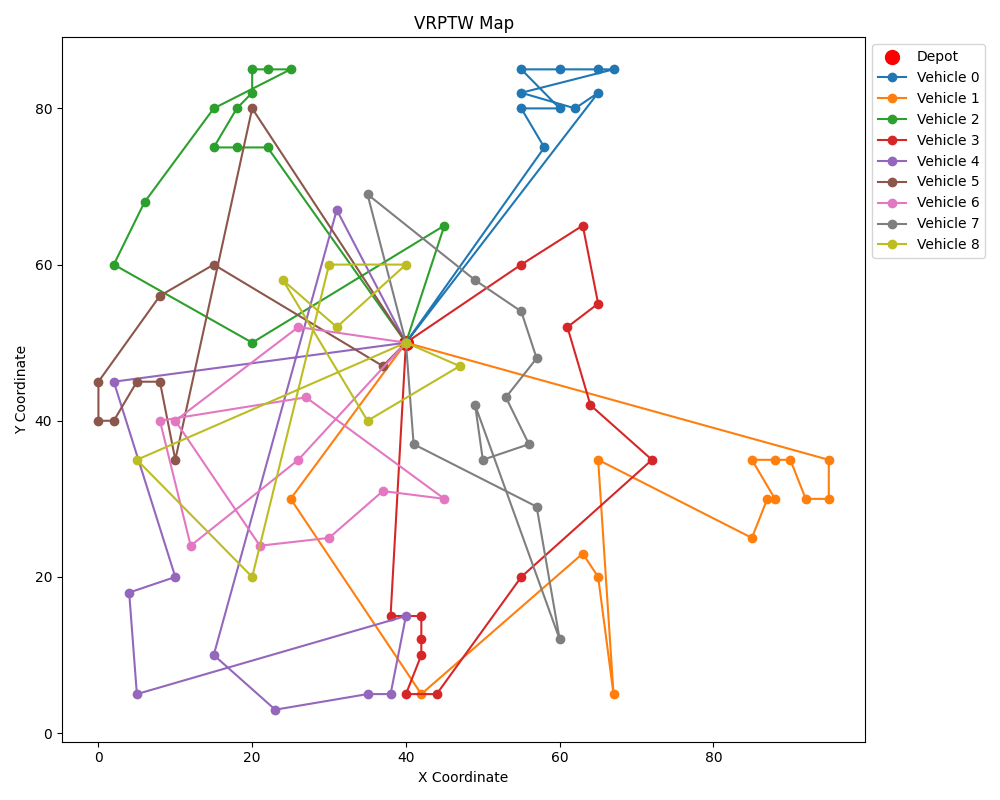 VRPTW Map
Y Coordinate
80
60
40
20
0
0 20 40 60 80
X Coordinate
Depot
Vehicle 0
Vehicle 1
Vehicle 2
Vehicle 3
Vehicle 4
Vehicle 5
Vehicle 6
Vehicle 7
Vehicle 8